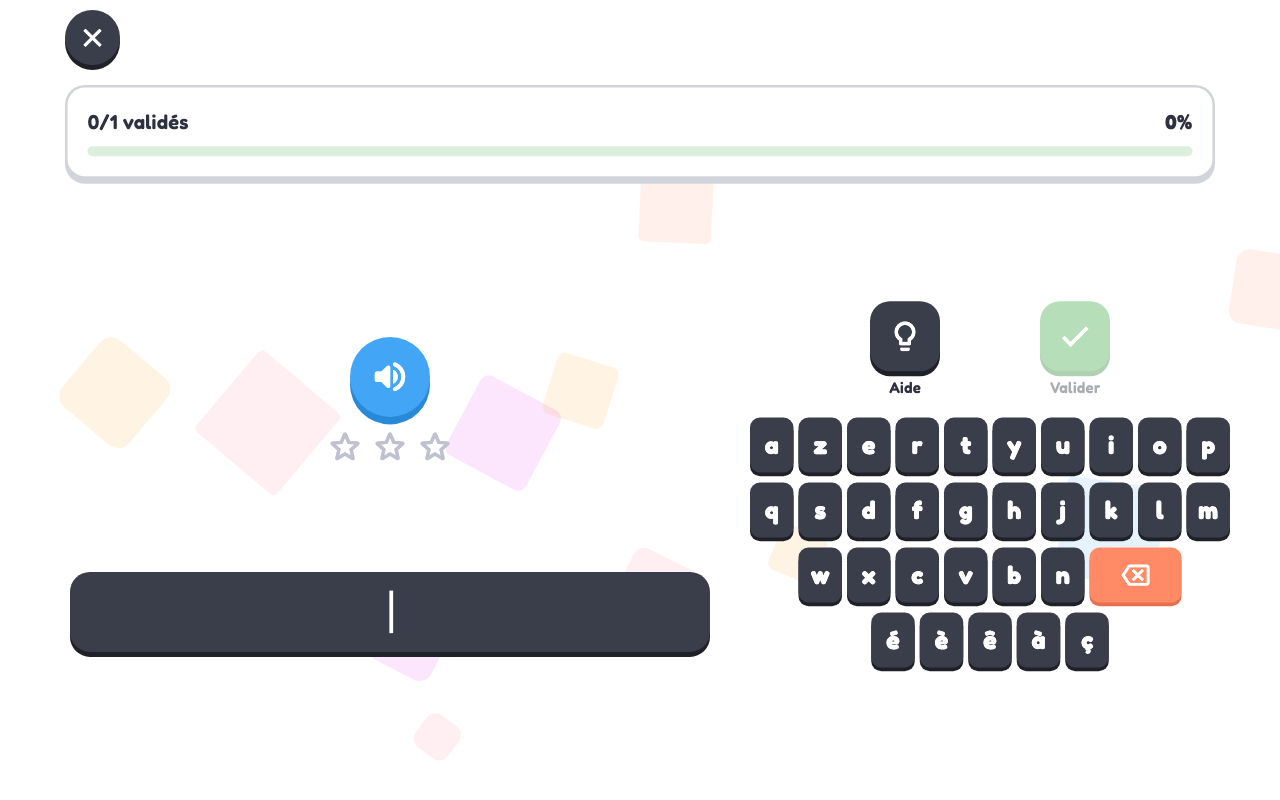 0/1 validés 0%
Aide Valider
a z e r t y u i o p
q s d f g h j k l m
w x c v b n
é è ê à ç